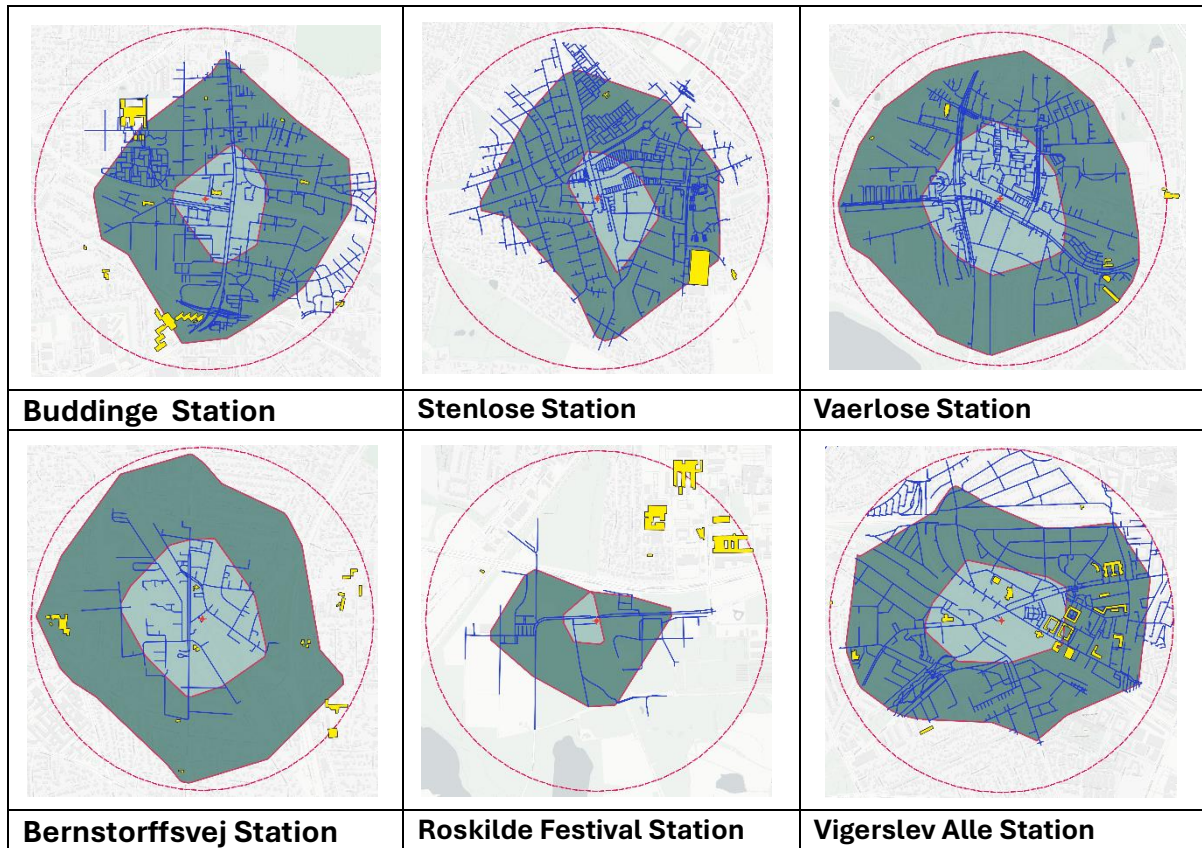 Buddinge  Station
Stenlose Station
Vaerlose Station
Bernstorffsvej Station
Roskilde Festival Station
Vigerslev Alle Station